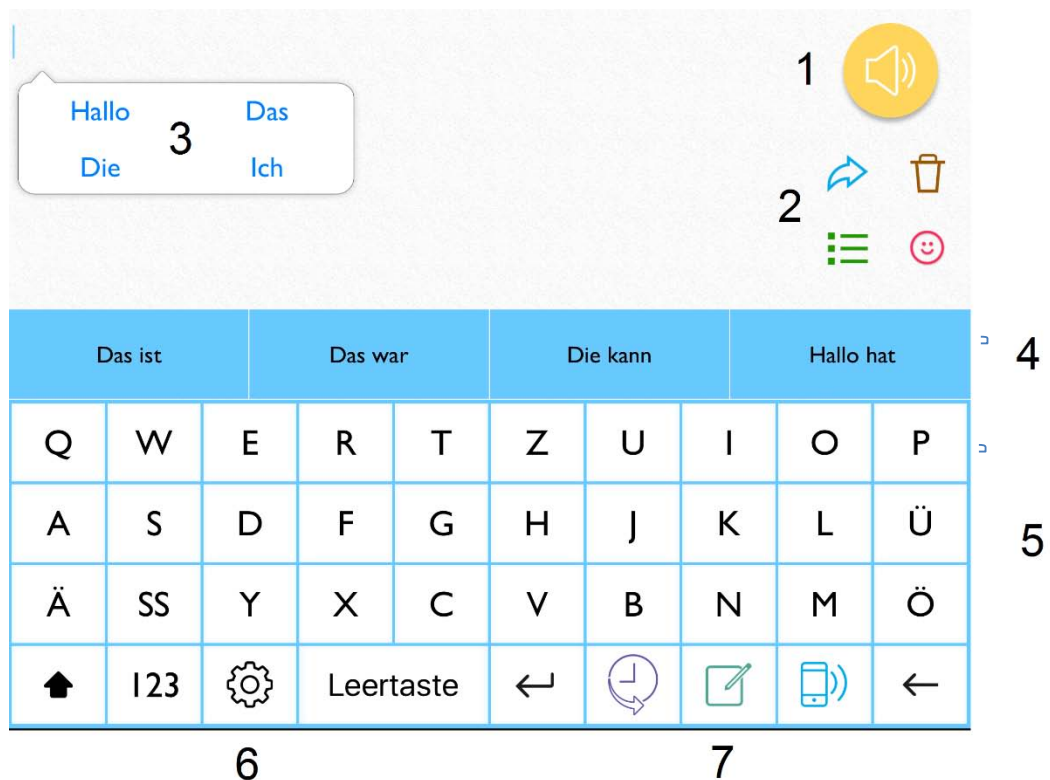 1
Hallo Das
3
Die Ich
2
Das ist Das war Die kann Hallo hat
4
Q W E R T Z U I O P
A S D F G H J K L Ü
5
Ä SS Y X C V B N M Ö
123 Leertaste
6 7